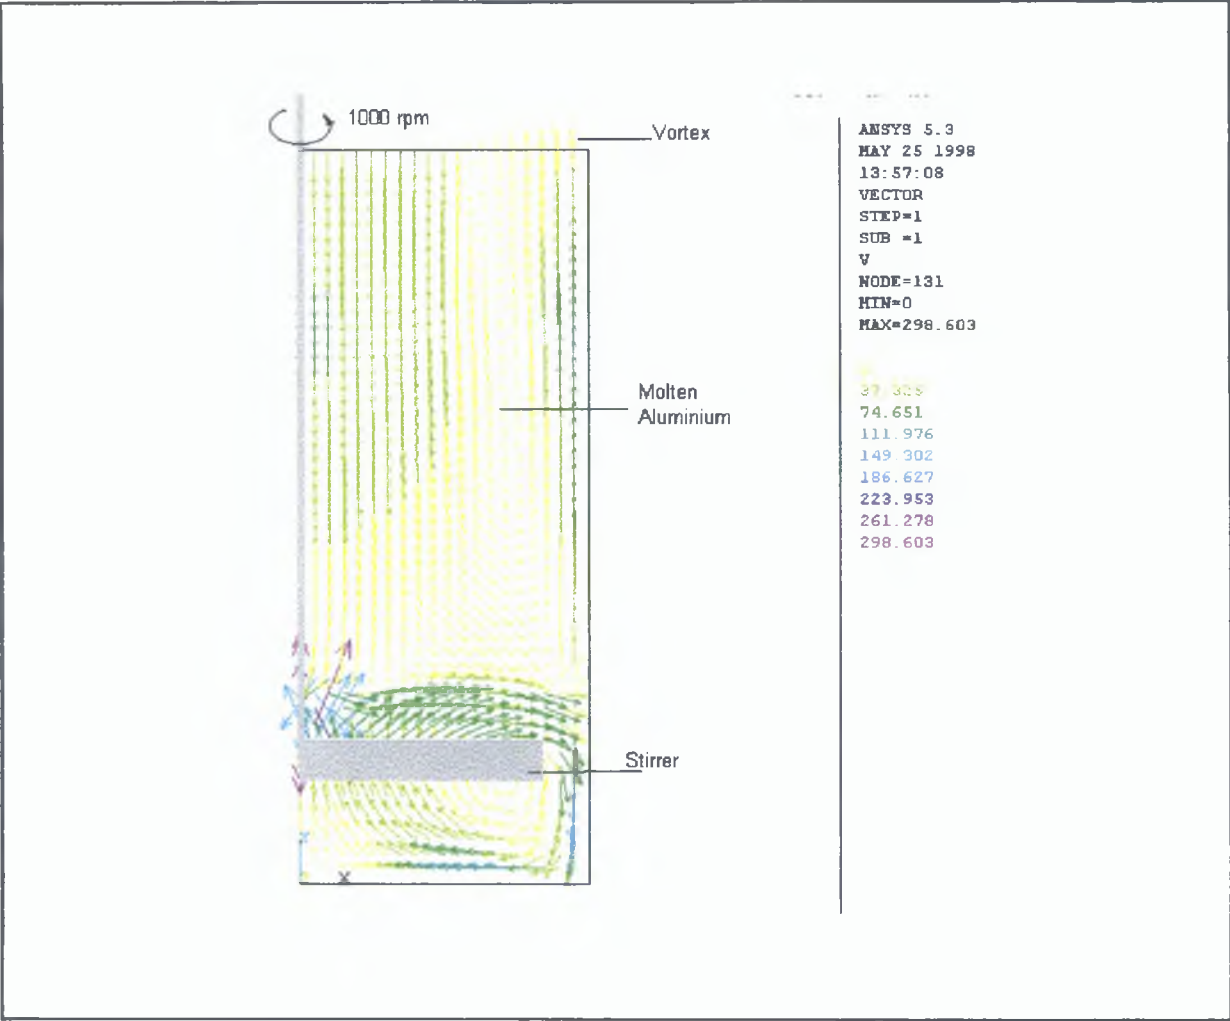 1000 rpm
Vortex
Molten
Aluminium
Stirrer
X
ANSYS 5.3
MAY 25 1998
13:57:08
VECTOR
STEP=1
SUB =1
V
NODE=131
MIN=0
MAX=298.603
74.651
111.976
149.302
186.627
223.953
261.278
298.603